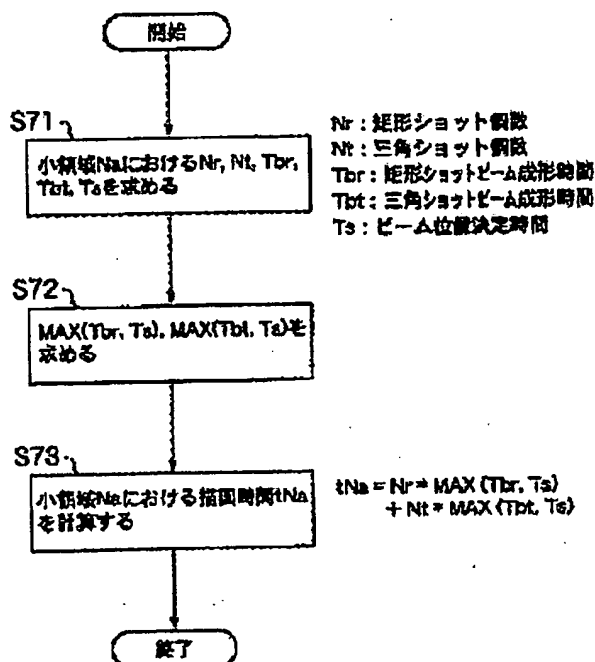 開始
S71
小領域NaにおけるNr, Nt, Tbr,
Tbt, Tsを求める
Nr : 矩形ショット個数
Nt : 三角ショット個数
Tbr : 矩形ショットビーム成形時間
Tbt : 三角ショットビーム成形時間
Ts : ビーム位置決定時間
S72
MAX(Tbr, Ts), MAX(Tbt, Ts)を
求める
S73
小領域Naにおける描画時間tNa
を計算する
tNa = Nr * MAX (Tbr, Ts)
+ Nt * MAX (Tbt, Ts)
終了